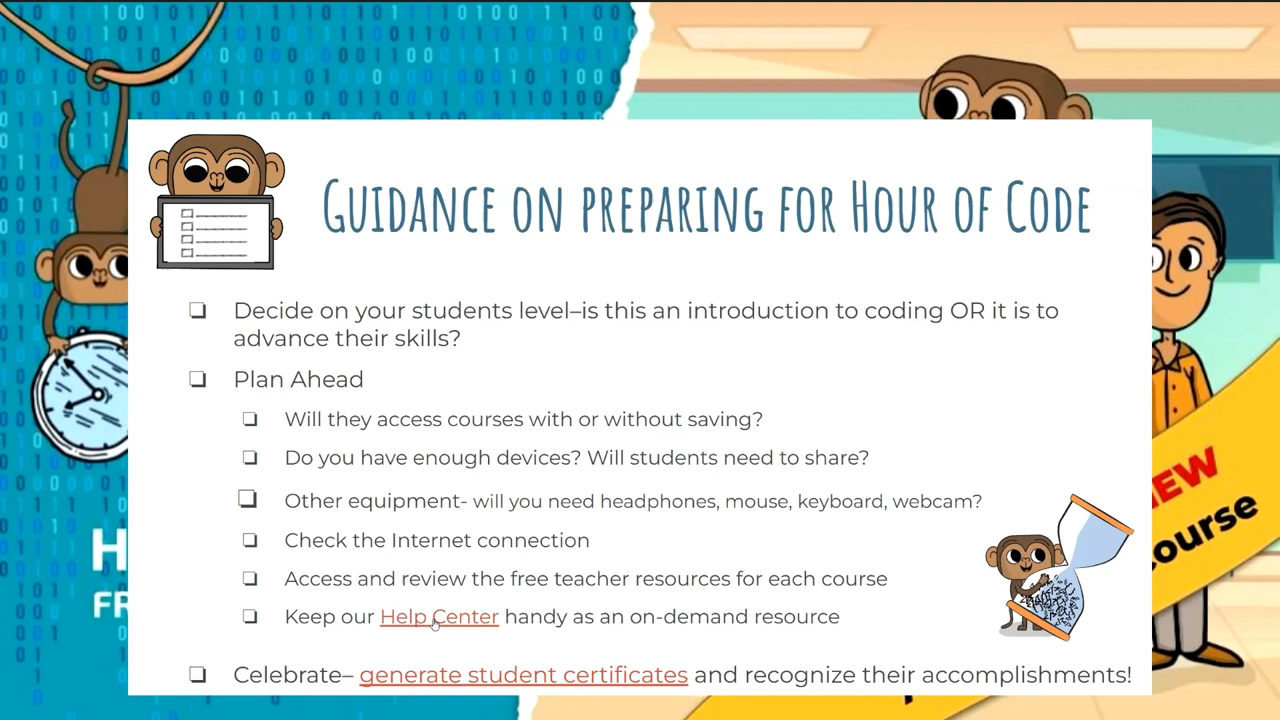 Guidance on preparing for Hour of Code
Decide on your students level–is this an introduction to coding OR it is to
advance their skills?
Plan Ahead
Will they access courses with or without saving?
Do you have enough devices? Will students need to share?
Other equipment- will you need headphones, mouse, keyboard, webcam?
Check the Internet connection
Access and review the free teacher resources for each course
Keep our Help Center handy as an on-demand resource
Celebrate– generate student certificates and recognize their accomplishments!